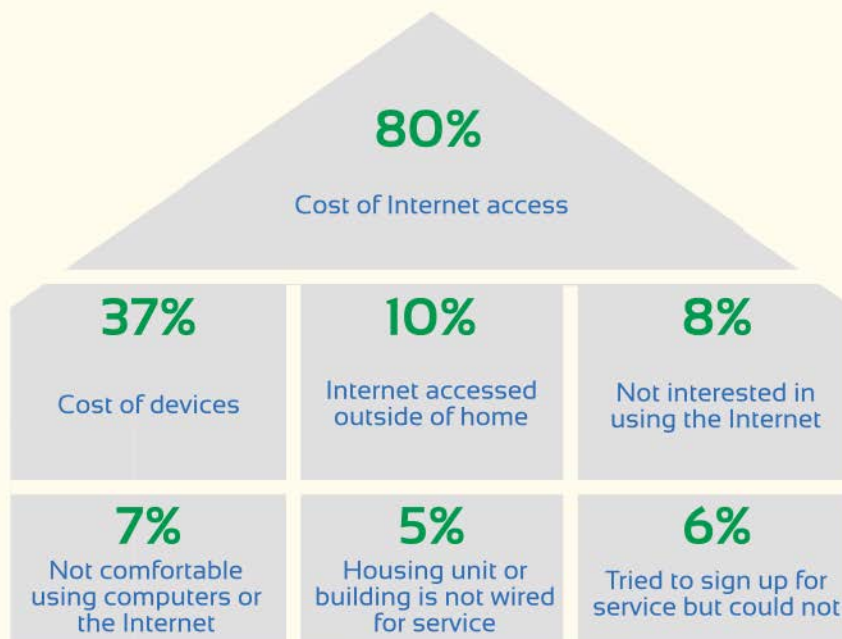 80%
Cost of Internet access
37%
Cost of devices
10%
Internet accessed
outside of home
8%
Not interested in
using the Internet
7%
Not comfortable
using computers or
the Internet
5%
Housing unit or
building is not wired
for service
6%
Tried to sign up for
service but could not